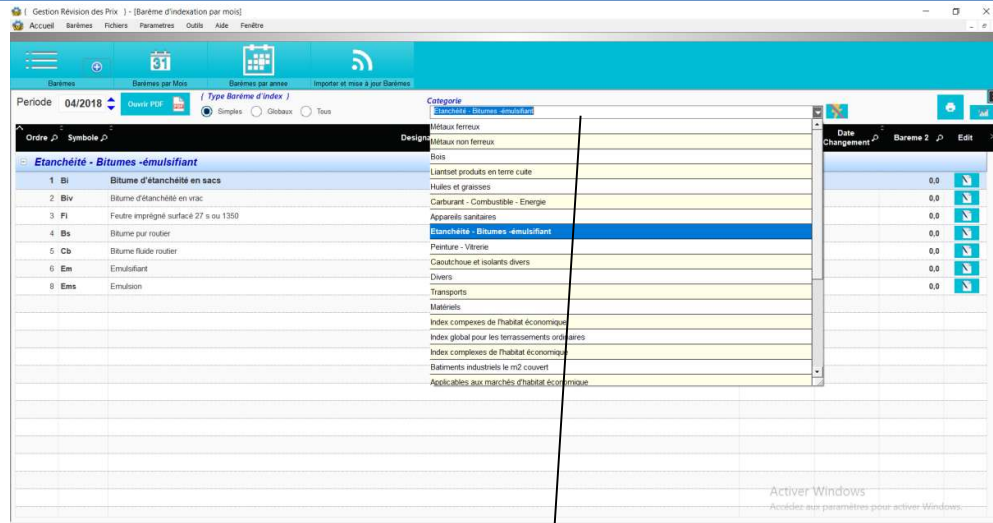 { Gestion Révision des Prix } - [Barème d'indexation par mois]
Accueil Barèmes Fichiers Parametres Outils Aide Fenêtre
31
Barèmes Barèmes par Mois Barèmes par annee Importer et mise à jour Barèmes
Periode 04/2018 Ouvrir PDF { Type Barème d'index } Simples Globaux Tous
Categorie
Etanchéité - Bitumes -émulsifiant
Ordre Symbole Designa Date Changement Bareme 2 Edit
Etanchéité - Bitumes -émulsifiant
1 Bi Bitume d'étanchéité en sacs 0,0
2 Biv Bitume d'étanchéité en vrac 0,0
3 Fi Feutre imprégné surfacé 27 s ou 1350 0,0
4 Bs Bitume pur routier 0,0
5 Cb Bitume fluide routier 0,0
6 Em Emulsifiant 0,0
8 Ems Emulsion 0,0
Métaux ferreux
Métaux non ferreux
Bois
Liantset produits en terre cuite
Huiles et graisses
Carburant - Combustible - Energie
Appareils sanitaires
Etanchéité - Bitumes -émulsifiant
Peinture - Vitrerie
Caoutchoue et isolants divers
Divers
Transports
Matériels
Index compexes de l'habitat économique
Index global pour les terrassements ordinaires
Index complexes de l'habitat économique
Batiments industriels le m2 couvert
Applicables aux marchés d'habitat économique
Activer Windows
Accédez aux paramètres pour activer Windows.